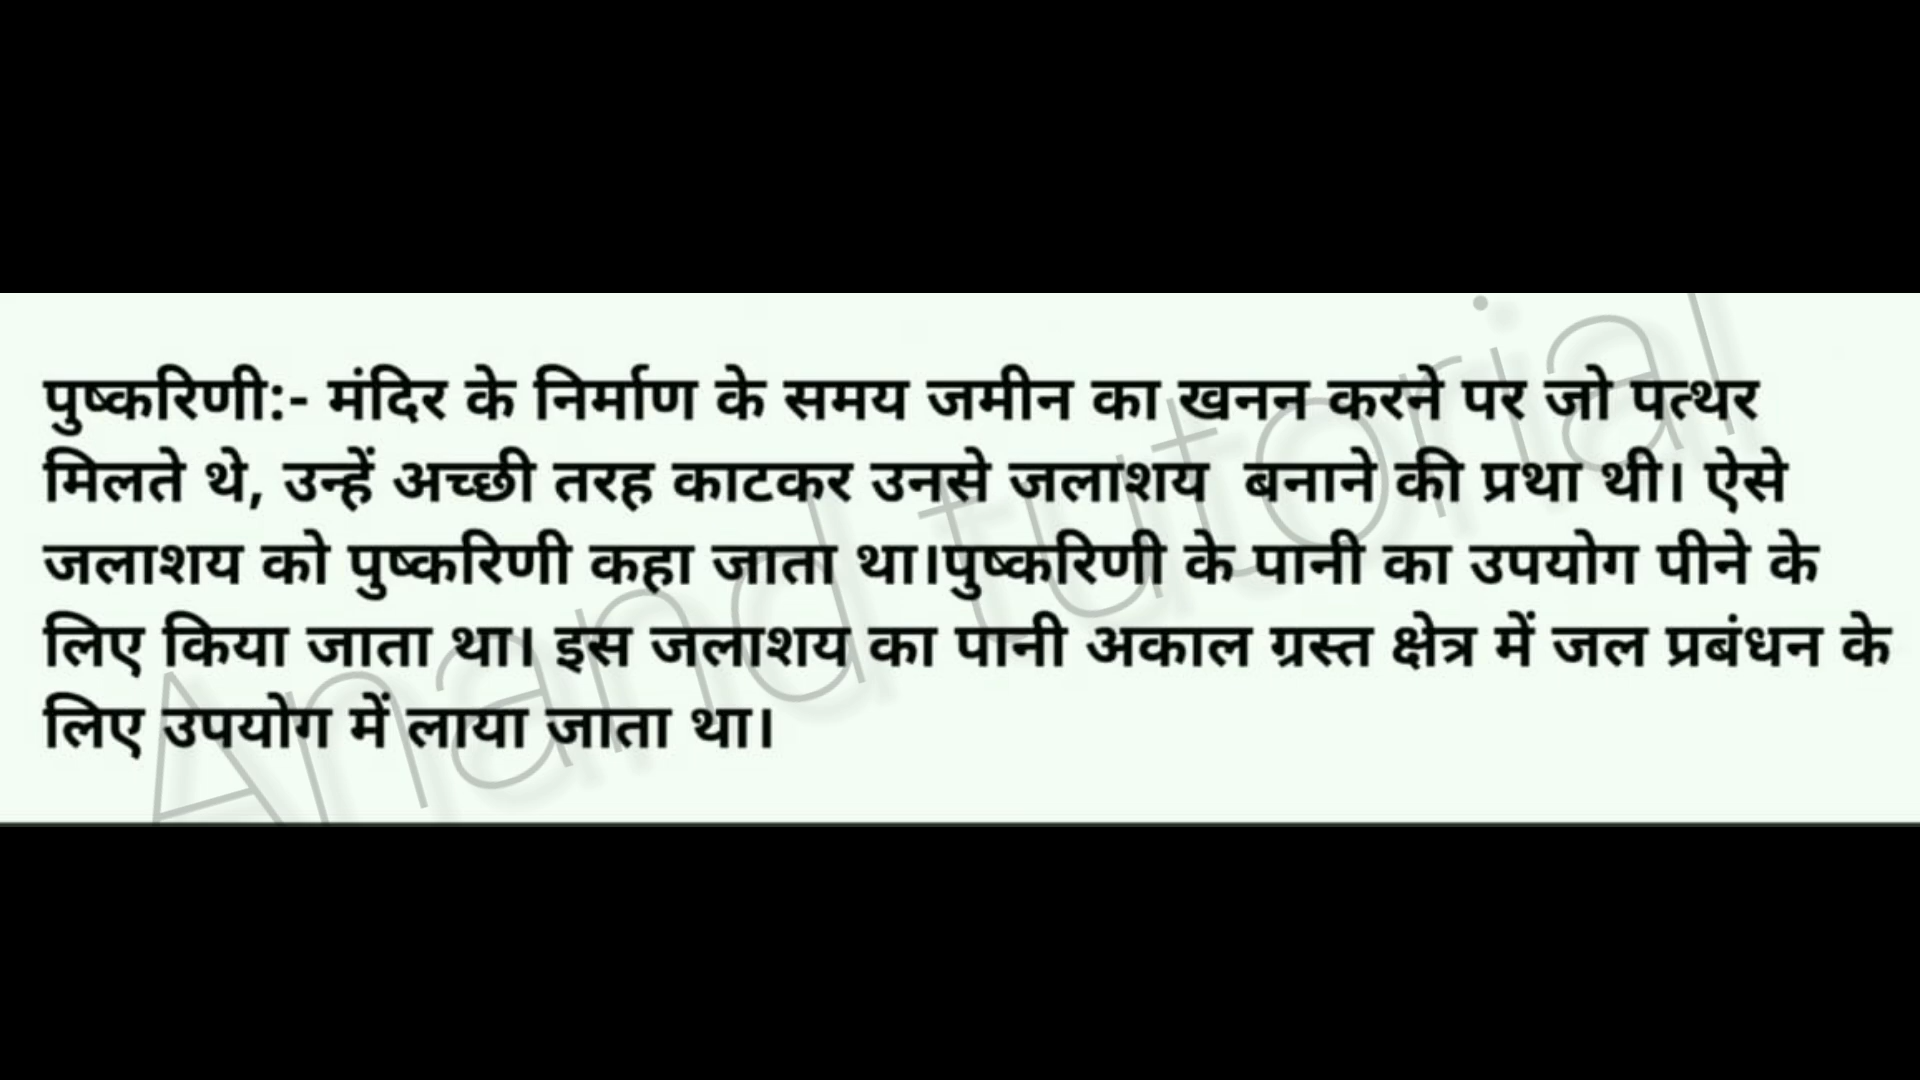 पुष्करिणी:- मंदिर के निर्माण के समय जमीन का खनन करने पर जो पत्थर
मिलते थे, उन्हें अच्छी तरह काटकर उनसे जलाशय  बनाने की प्रथा थी। ऐसे
जलाशय को पुष्करिणी कहा जाता था।पुष्करिणी के पानी का उपयोग पीने के
लिए किया जाता था। इस जलाशय का पानी अकाल ग्रस्त क्षेत्र में जल प्रबंधन के
लिए उपयोग में लाया जाता था।
Anand tutorial